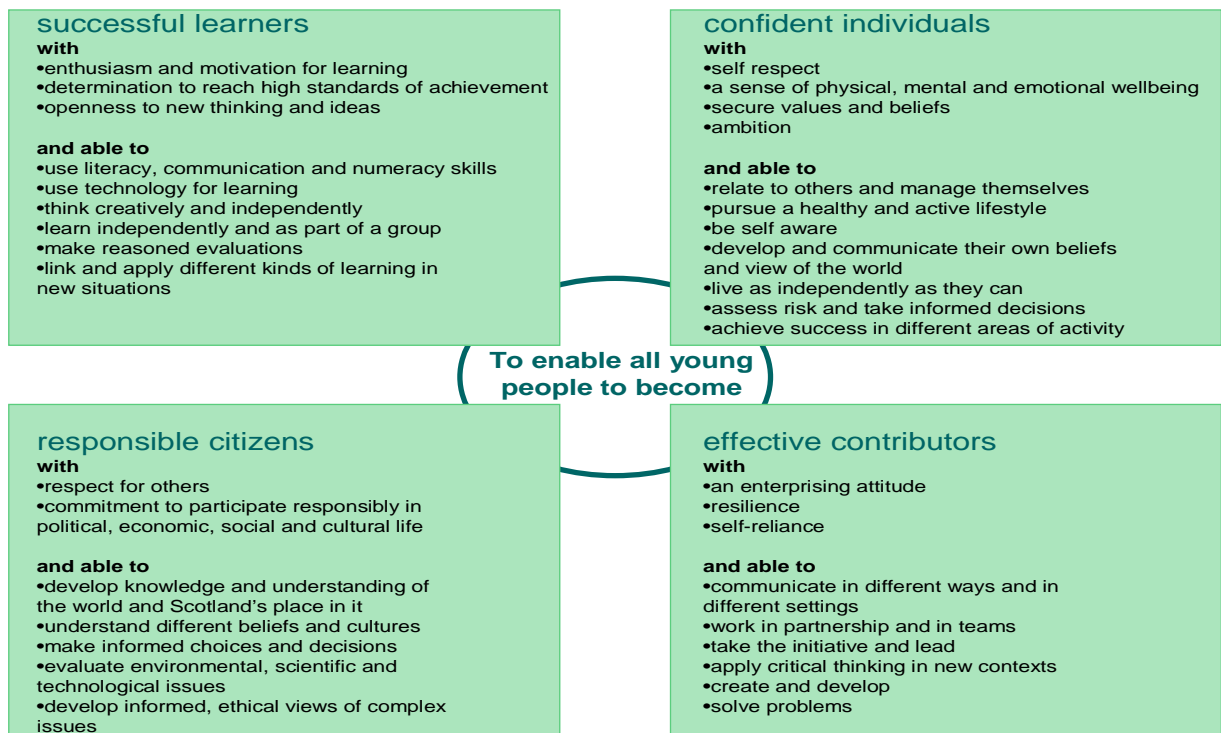 successful learners
with
•enthusiasm and motivation for learning
•determination to reach high standards of achievement
•openness to new thinking and ideas
and able to
•use literacy, communication and numeracy skills
•use technology for learning
•think creatively and independently
•learn independently and as part of a group
•make reasoned evaluations
•link and apply different kinds of learning in
new situations
confident individuals
with
•self respect
•a sense of physical, mental and emotional wellbeing
•secure values and beliefs
•ambition
and able to
•relate to others and manage themselves
•pursue a healthy and active lifestyle
•be self aware
•develop and communicate their own beliefs
and view of the world
•live as independently as they can
•assess risk and take informed decisions
•achieve success in different areas of activity
To enable all young
people to become
responsible citizens
with
•respect for others
•commitment to participate responsibly in
political, economic, social and cultural life
and able to
•develop knowledge and understanding of
the world and Scotland's place in it
•understand different beliefs and cultures
•make informed choices and decisions
•evaluate environmental, scientific and
technological issues
•develop informed, ethical views of complex
issues
effective contributors
with
•an enterprising attitude
•resilience
•self-reliance
and able to
•communicate in different ways and in
different settings
•work in partnership and in teams
•take the initiative and lead
•apply critical thinking in new contexts
•create and develop
•solve problems